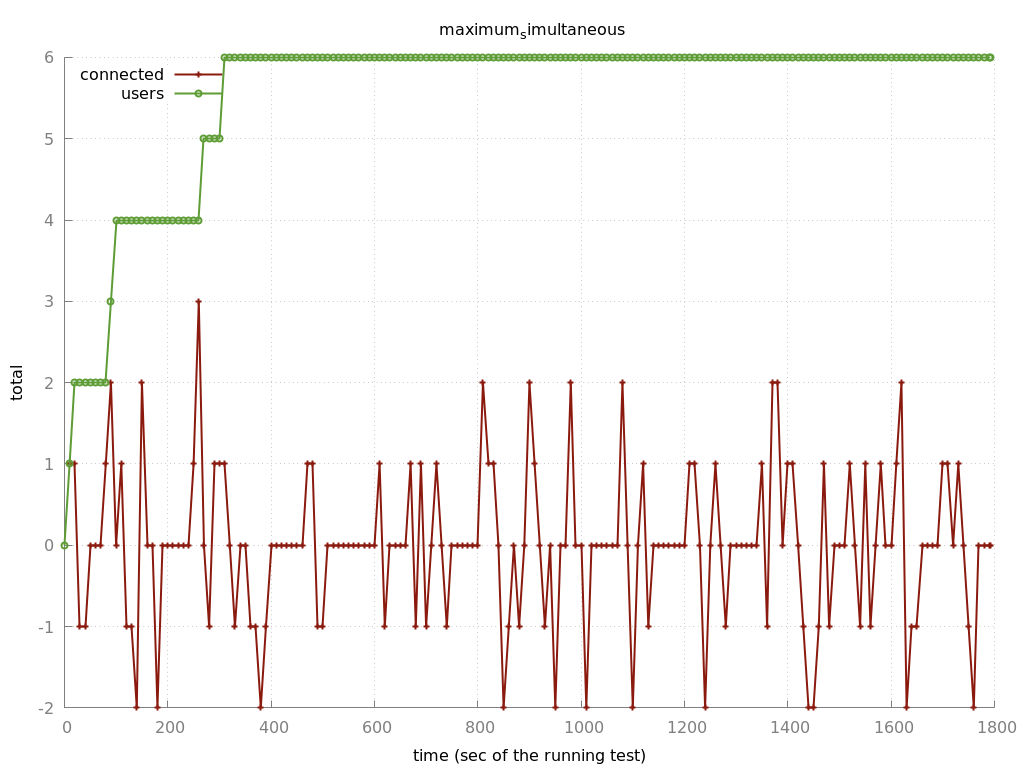 maximumsimultaneous
6
connected
users
5
4
3
2
1
0
-1
-2
total
0 200 400 600 800 1000 1200 1400 1600 1800
time (sec of the running test)